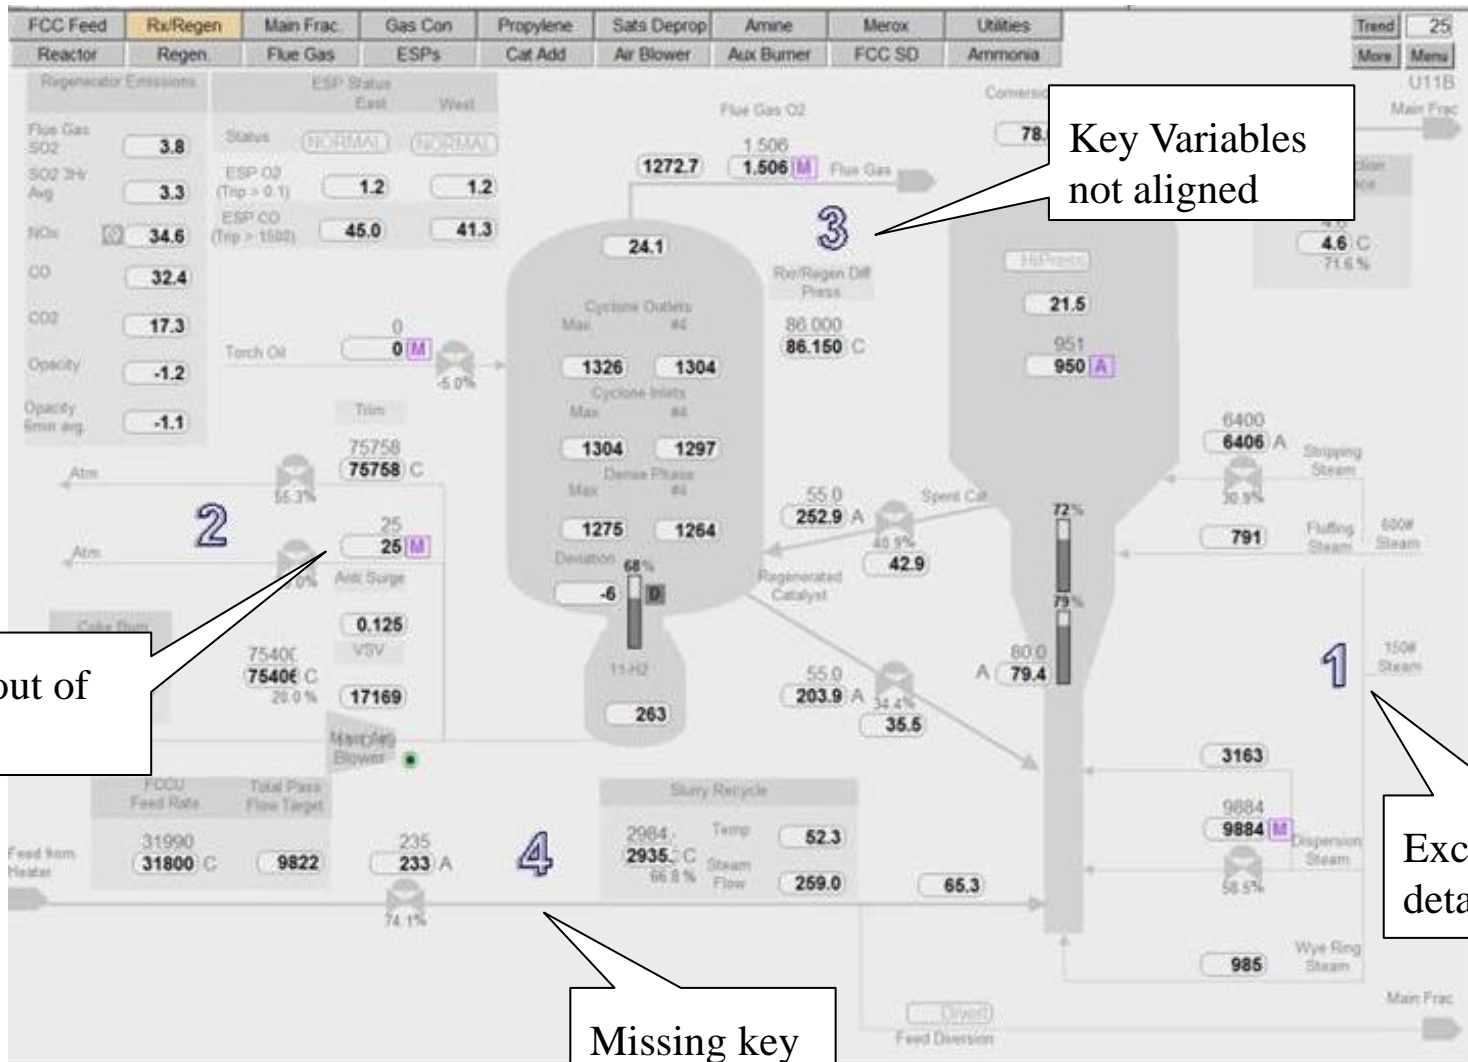 FCC Feed Rx/Regen Main Frac. Gas Con Propylene Sats Deprop Amine Merox Utilities Trend 25
Reactor Regen. Flue Gas ESPs Cat Add Air Blower Aux Burner FCC SD Ammonia More Menu
U11B
Main Frac
Regenerator Emissions
Flue Gas
SO2 3.8
SO2 3Hr
Avg 3.3
NOx 34.6
CO 32.4
CO2 17.3
Opacity -1.2
Opacity
6min avg. -1.1
ESP Status
East West
Status NORMAL NORMAL
ESP O2
(Trip > 0.1) 1.2 1.2
ESP CO
(Trip > 1500) 45.0 41.3
Flue Gas O2
1.506
1272.7 1.506 M Flue Gas
78.
Key Variables
not aligned
3
4.6 C
71.6 %
24.1
Rxr/Regen Diff
Press
86.000
86.150 C
HiPress
21.5
951
950 A
Cyclone Outlets
Max #4
1326 1304
Cyclone Inlets
Max #4
1304 1297
Dense Phase
Max #4
1275 1264
Deviation 68%
-6 D
11-H2
263
Torch Oil 0
0 M
-5.0%
Trim
75758
75758 C
Atm
55.3%
2
25
25 M
Atm
Anti Surge
0.125
VSV
75406 C
20.0 %
17169
Blower
out of
6400
6406 A
30.9%
Stripping
Steam
55.0
252.9 A
40.9%
42.9
Spent Cat
Regenerated
Catalyst
72%
79%
791
Fluffing
Steam
600#
Steam
1
150#
Steam
80.0
A 79.4
55.0
203.9 A
34.4%
35.5
3163
9884
9884 M
58.5%
Dispersion
Steam
Exc
deta
FCCU
Feed Rate
31990
31800 C
Total Pass
Flow Target
9822
235
233 A
74.1%
4
Slurry Recycle
2984.
2935. C
66.8 %
Temp 52.3
Steam
Flow 259.0
65.3
Feed from
Heater
985
Wye Ring
Steam
Main Frac
Divert
Feed Diversion
Missing key